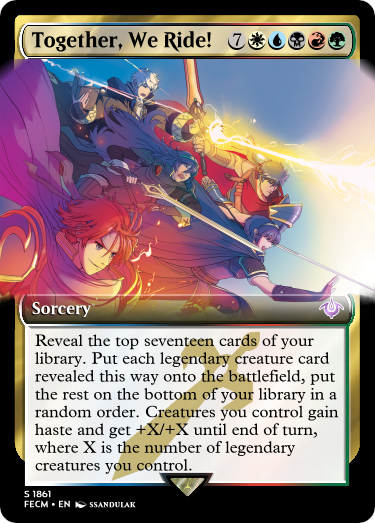 Together, We Ride! 7
Sorcery
Reveal the top seventeen cards of your
library. Put each legendary creature card
revealed this way onto the battlefield, put
the rest on the bottom of your library in a
random order. Creatures you control gain
haste and get +X/+X until end of turn,
where X is the number of legendary
creatures you control.
S 1861
FECM • EN SSANDULAK